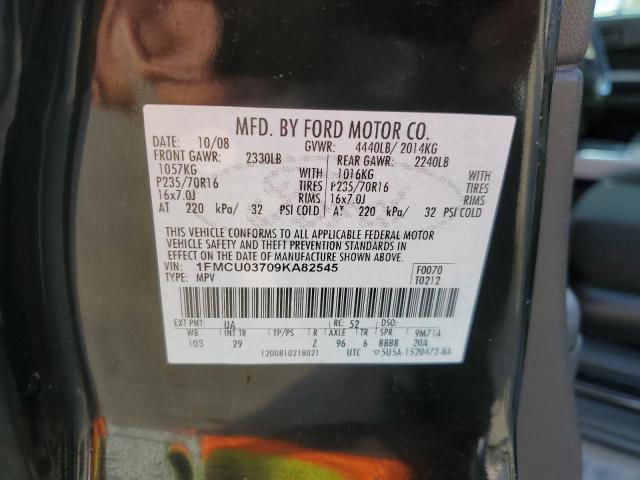 MFD. BY FORD MOTOR CO.
DATE: 10/08 GVWR: 4440LB/ 2014KG
FRONT GAWR: 2330LB REAR GAWR: 2240LB
1057KG WITH 1016KG WITH
P235/70R16 TIRES P235/70R16 TIRES
16x7.0J RIMS 16x7.0J RIMS
AT 220 kPa/ 32 PSI COLD AT 220 kPa/ 32 PSI COLD
THIS VEHICLE CONFORMS TO ALL APPLICABLE FEDERAL MOTOR
VEHICLE SAFETY AND THEFT PREVENTION STANDARDS IN
EFFECT ON THE DATE OF MANUFACTURE SHOWN ABOVE.
VIN: 1FMCU03709KA82545 F0070
TYPE: MPV T0212
EXT PNT: UA RC: 52 DSO:
WB INT TR TP/PS R AXLE TR SPR 9M71A
103 29 Z 96 6 BBBB 20A
1200810218021 UTC 5U5A-1520472-BA